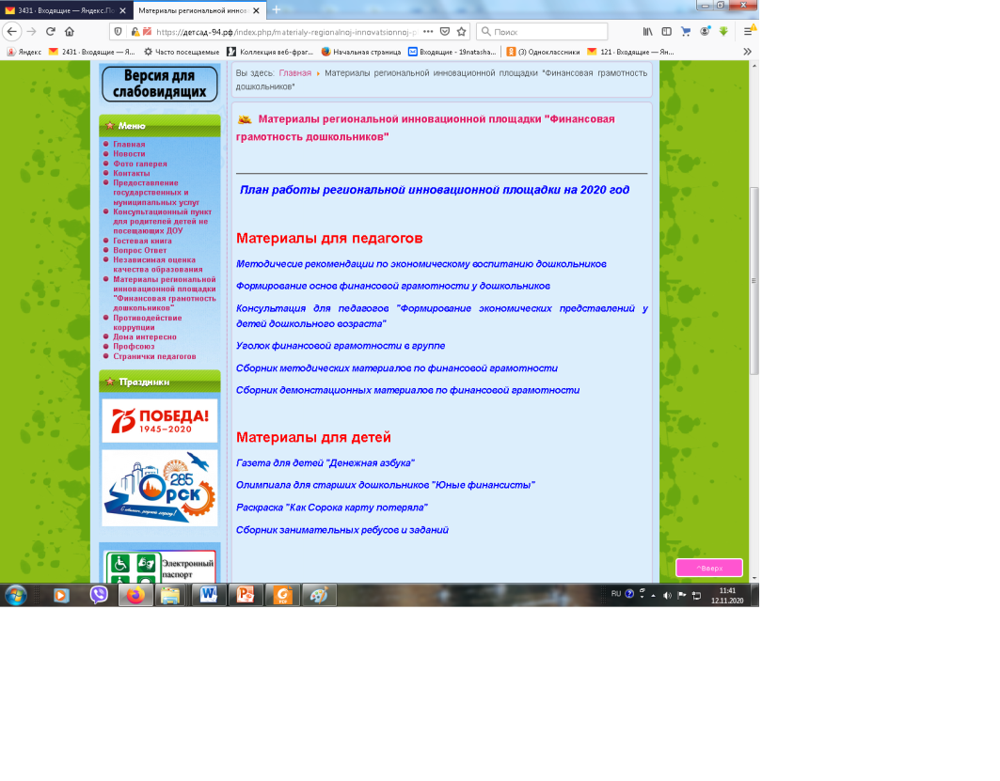 3431 · Входящие — Яндекс.По
Материалы региональной иннов
https://детсад-94.рф/index.php/materialy-regionalnoj-innovatsionnoj-p
Поиск
Яндекс
2431 · Входящие — Я...
Часто посещаемые
Коллекция веб-фраг...
Начальная страница
Входящие - 19natasha...
(3) Одноклассники
121 · Входящие — Ян...
Версия для
слабовидящих
Меню
Главная
Новости
Фото галерея
Контакты
Предоставление
государственных и
муниципальных услуг
Консультационный пункт
для родителей детей не
посещающих ДОУ
Гостевая книга
Вопрос Ответ
Независимая оценка
качества образования
Материалы региональной
инновационной площадки
"Финансовая грамотность
дошкольников"
Противодействие
коррупции
Дома интересно
Профсоюз
Странички педагогов
Праздники
75 ПОБЕДА!
1945–2020
285
Орск
Электронный
паспорт
Вы здесь: Главная Материалы региональной инновационной площадки "Финансовая грамотность
дошкольников"
Материалы региональной инновационной площадки "Финансовая
грамотность дошкольников"
План работы региональной инновационной площадки на 2020 год
Материалы для педагогов
Методичесие рекомендации по экономическому воспитанию дошкольников
Формирование основ финансовой грамотности у дошкольников
Консультация для педагогов "Формирование экономических представлений у
детей дошкольного возраста"
Уголок финансовой грамотности в группе
Сборник методических материалов по финансовой грамотности
Сборник демонстационных материалов по финансовой грамотности
Материалы для детей
Газета для детей "Денежная азбука"
Олимпиала для старших дошкольников "Юные финансисты"
Раскраска "Как Сорока карту потеряла"
Сборник занимательных ребусов и заданий
^Вверх
RU
11:41
12.11.2020